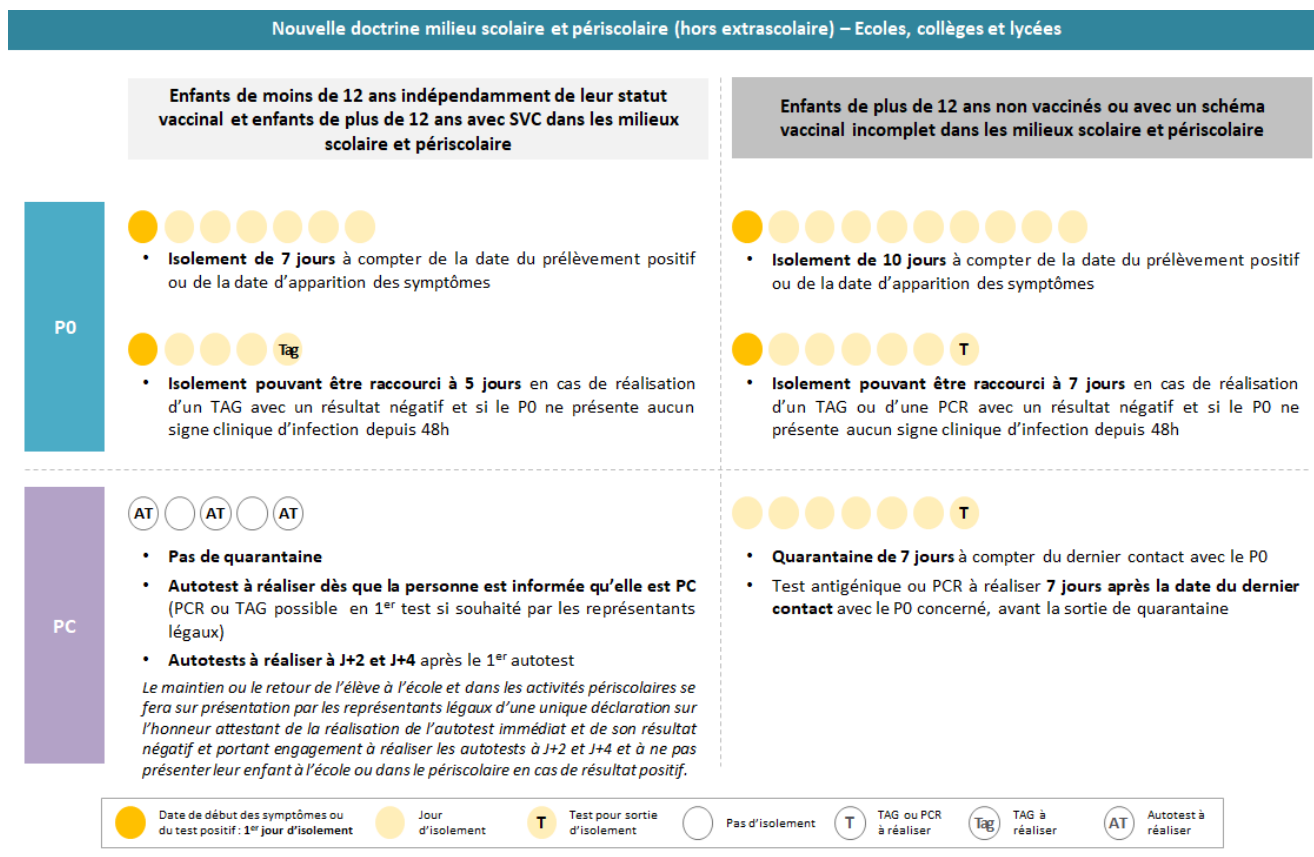 Nouvelle doctrine milieu scolaire et périscolaire (hors extrascolaire) – Ecoles, collèges et lycées
Enfants de moins de 12 ans indépendamment de leur statut
vaccinal et enfants de plus de 12 ans avec SVC dans les milieux
scolaire et périscolaire
Enfants de plus de 12 ans non vaccinés ou avec un schéma
vaccinal incomplet dans les milieux scolaire et périscolaire
P0
• Isolement de 7 jours à compter de la date du prélèvement positif
ou de la date d'apparition des symptômes
Tag
• Isolement pouvant être raccourci à 5 jours en cas de réalisation
d'un TAG avec un résultat négatif et si le P0 ne présente aucun
signe clinique d'infection depuis 48h
• Isolement de 10 jours à compter de la date du prélèvement positif
ou de la date d'apparition des symptômes
T
• Isolement pouvant être raccourci à 7 jours en cas de réalisation
d'un TAG ou d'une PCR avec un résultat négatif et si le P0 ne
présente aucun signe clinique d'infection depuis 48h
PC
AT AT AT
• Pas de quarantaine
• Autotest à réaliser dès que la personne est informée qu'elle est PC
(PCR ou TAG possible en 1er test si souhaité par les représentants
légaux)
• Autotests à réaliser à J+2 et J+4 après le 1er autotest
Le maintien ou le retour de l'élève à l'école et dans les activités périscolaires se
fera sur présentation par les représentants légaux d'une unique déclaration sur
l'honneur attestant de la réalisation de l'autotest immédiat et de son résultat
négatif et portant engagement à réaliser les autotests à J+2 et J+4 et à ne pas
présenter leur enfant à l'école ou dans le périscolaire en cas de résultat positif.
T
• Quarantaine de 7 jours à compter du dernier contact avec le P0
• Test antigénique ou PCR à réaliser 7 jours après la date du dernier
contact avec le P0 concerné, avant la sortie de quarantaine
Date de début des symptômes ou
du test positif : 1er jour d'isolement
Jour
d'isolement
T
Test pour sortie
d'isolement
Pas d'isolement
T
TAG ou PCR
à réaliser
Tag
TAG à
réaliser
AT
Autotest à
réaliser